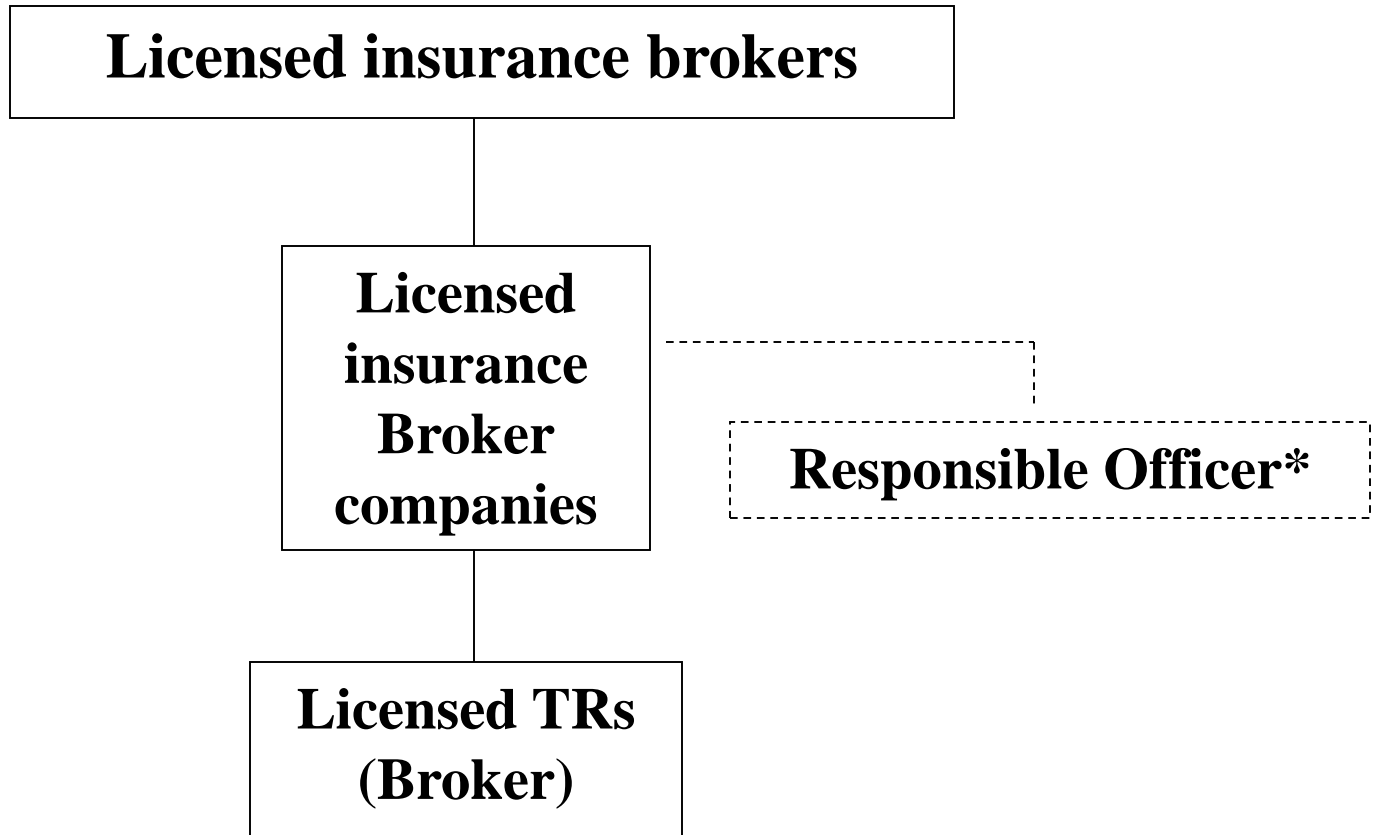 Licensed insurance brokers
Licensed
insurance
Broker
companies
Responsible Officer*
Licensed TRs
(Broker)